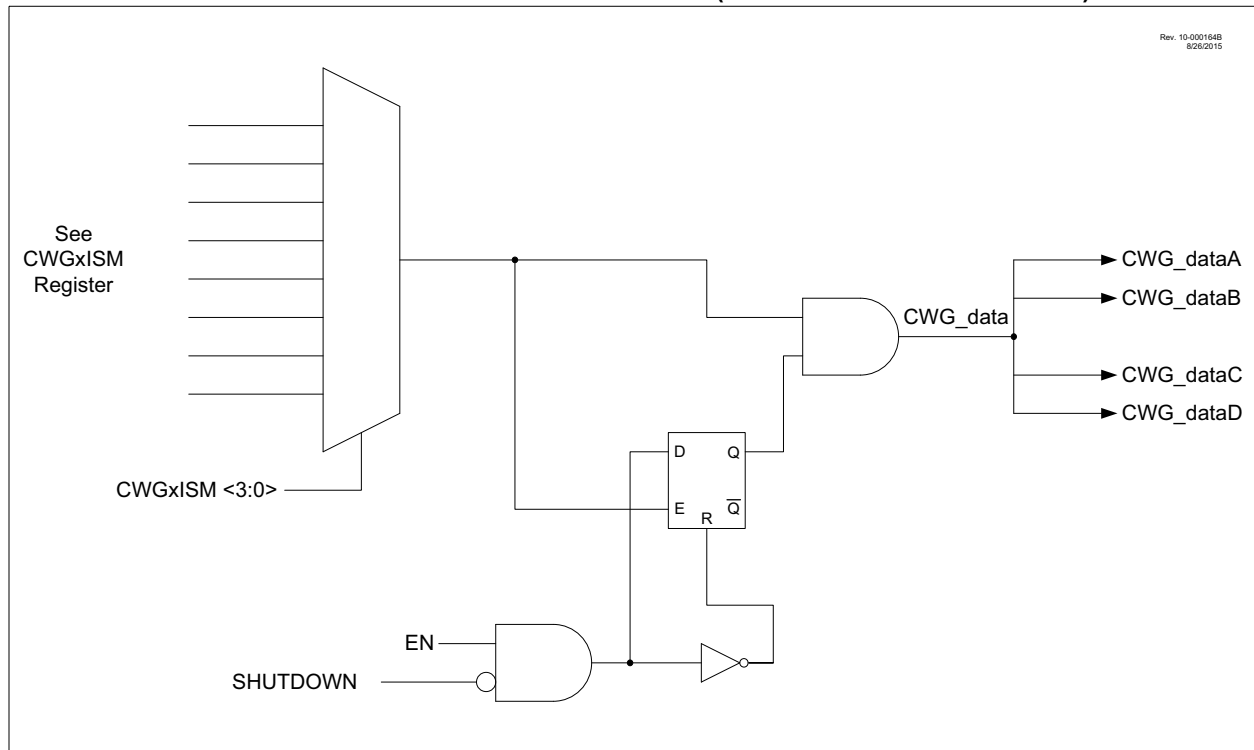 Rev. 10-000164B
8/26/2015
See
CWGxISM
Register
CWGxISM <3:0>
CWG_data
CWG_dataA
CWG_dataB
CWG_dataC
CWG_dataD
D
Q
E
Q̅
R
EN
SHUTDOWN